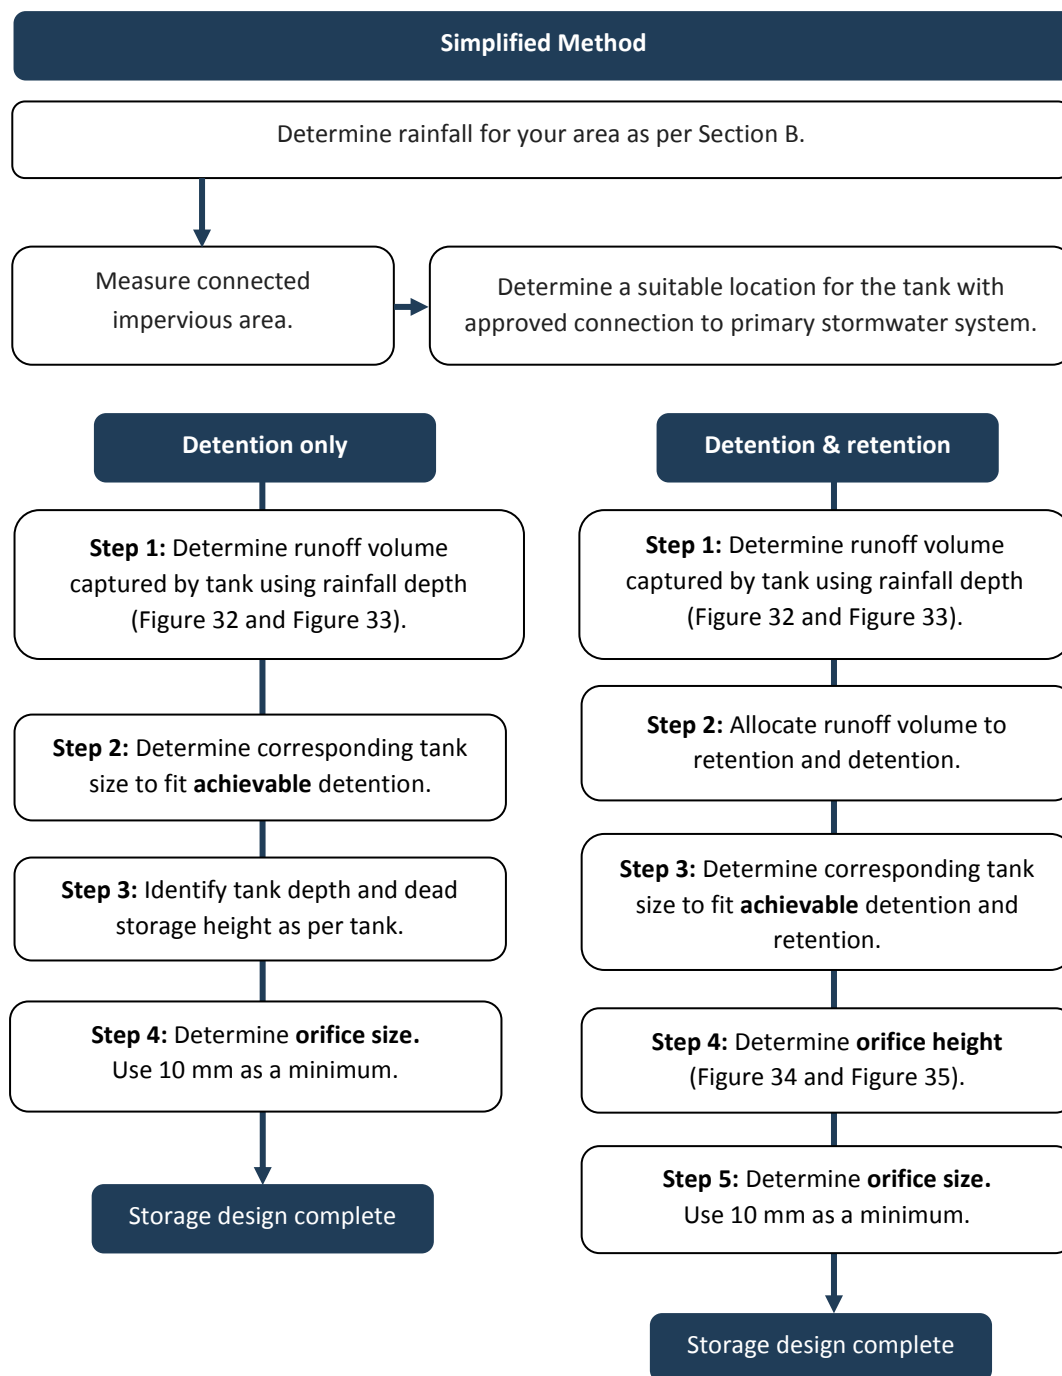 Simplified Method
Determine rainfall for your area as per Section B.
Measure connected
impervious area.
Determine a suitable location for the tank with
approved connection to primary stormwater system.
Detention only
Step 1: Determine runoff volume
captured by tank using rainfall depth
(Figure 32 and Figure 33).
Step 2: Determine corresponding tank
size to fit achievable detention.
Step 3: Identify tank depth and dead
storage height as per tank.
Step 4: Determine orifice size.
Use 10 mm as a minimum.
Storage design complete
Detention & retention
Step 1: Determine runoff volume
captured by tank using rainfall depth
(Figure 32 and Figure 33).
Step 2: Allocate runoff volume to
retention and detention.
Step 3: Determine corresponding tank
size to fit achievable detention and
retention.
Step 4: Determine orifice height
(Figure 34 and Figure 35).
Step 5: Determine orifice size.
Use 10 mm as a minimum.
Storage design complete